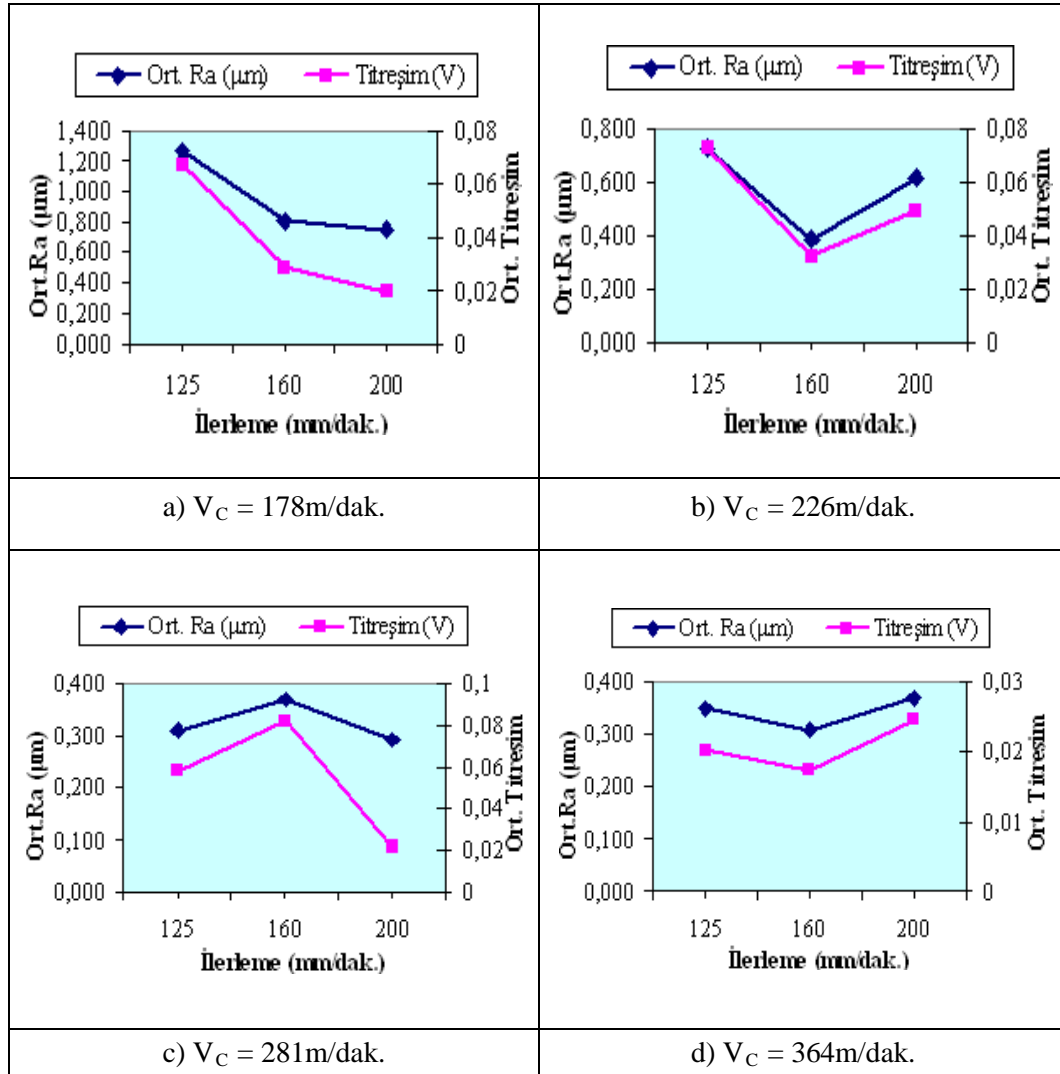 Ort. Ra (µm) Titreşim (V)
1,400
1,200
1,000
0,800
0,600
0,400
0,200
0,000
Ort.Ra (µm)
0,08
0,06
0,04
0,02
0
Ort. Titreşim
125 160 200
İlerleme (mm/dak.)
a) V_C = 178m/dak.
Ort. Ra (µm) Titreşim (V)
0,800
0,600
0,400
0,200
0,000
Ort.Ra (µm)
0,08
0,06
0,04
0,02
0
Ort. Titreşim
125 160 200
İlerleme (mm/dak.)
b) V_C = 226m/dak.
Ort. Ra (µm) Titreşim (V)
0,400
0,300
0,200
0,100
0,000
Ort.Ra (µm)
0,1
0,08
0,06
0,04
0,02
0
Ort. Titreşim
125 160 200
İlerleme (mm/dak.)
c) V_C = 281m/dak.
Ort. Ra (µm) Titreşim (V)
0,400
0,300
0,200
0,100
0,000
Ort.Ra (µm)
0,03
0,02
0,01
0
Ort. Titreşim
125 160 200
İlerleme (mm/dak.)
d) V_C = 364m/dak.